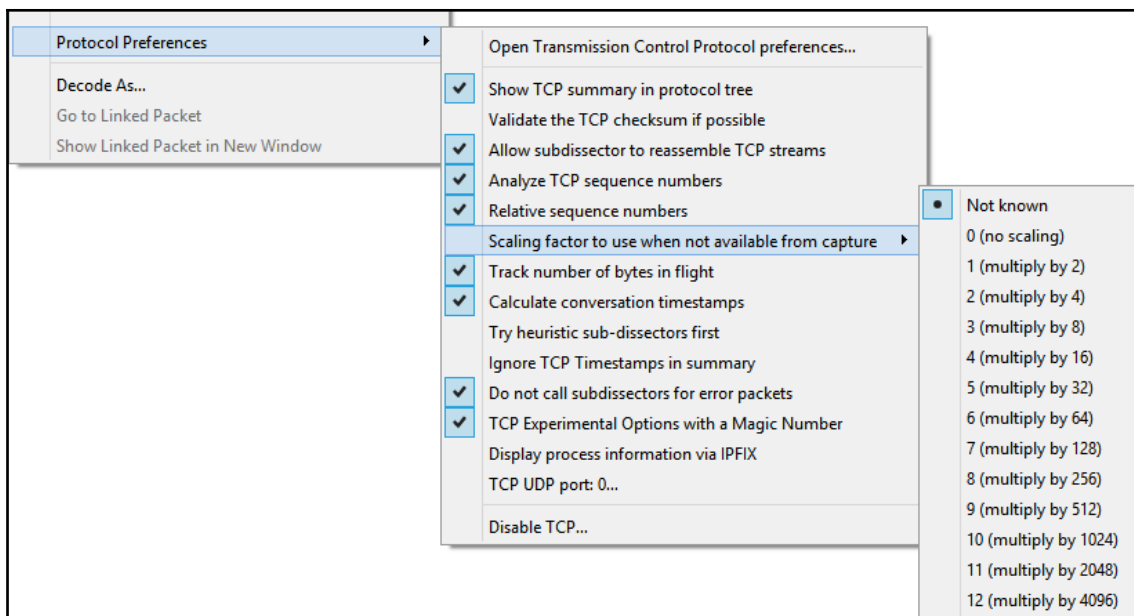 Protocol Preferences
Decode As...
Go to Linked Packet
Show Linked Packet in New Window
Open Transmission Control Protocol preferences...
Show TCP summary in protocol tree
Validate the TCP checksum if possible
Allow subdissector to reassemble TCP streams
Analyze TCP sequence numbers
Relative sequence numbers
Scaling factor to use when not available from capture
Track number of bytes in flight
Calculate conversation timestamps
Try heuristic sub-dissectors first
Ignore TCP Timestamps in summary
Do not call subdissectors for error packets
TCP Experimental Options with a Magic Number
Display process information via IPFIX
TCP UDP port: 0...
Disable TCP...
Not known
0 (no scaling)
1 (multiply by 2)
2 (multiply by 4)
3 (multiply by 8)
4 (multiply by 16)
5 (multiply by 32)
6 (multiply by 64)
7 (multiply by 128)
8 (multiply by 256)
9 (multiply by 512)
10 (multiply by 1024)
11 (multiply by 2048)
12 (multiply by 4096)